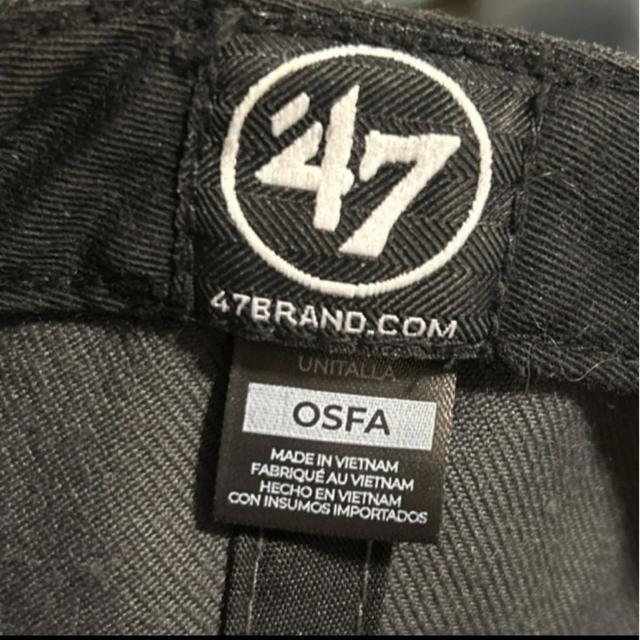 '47
47BRAND.COM
UNITALLA
OSFA
MADE IN VIETNAM
FABRIQUÉ AU VIETNAM
HECHO EN VIETNAM
CON INSUMOS IMPORTADOS